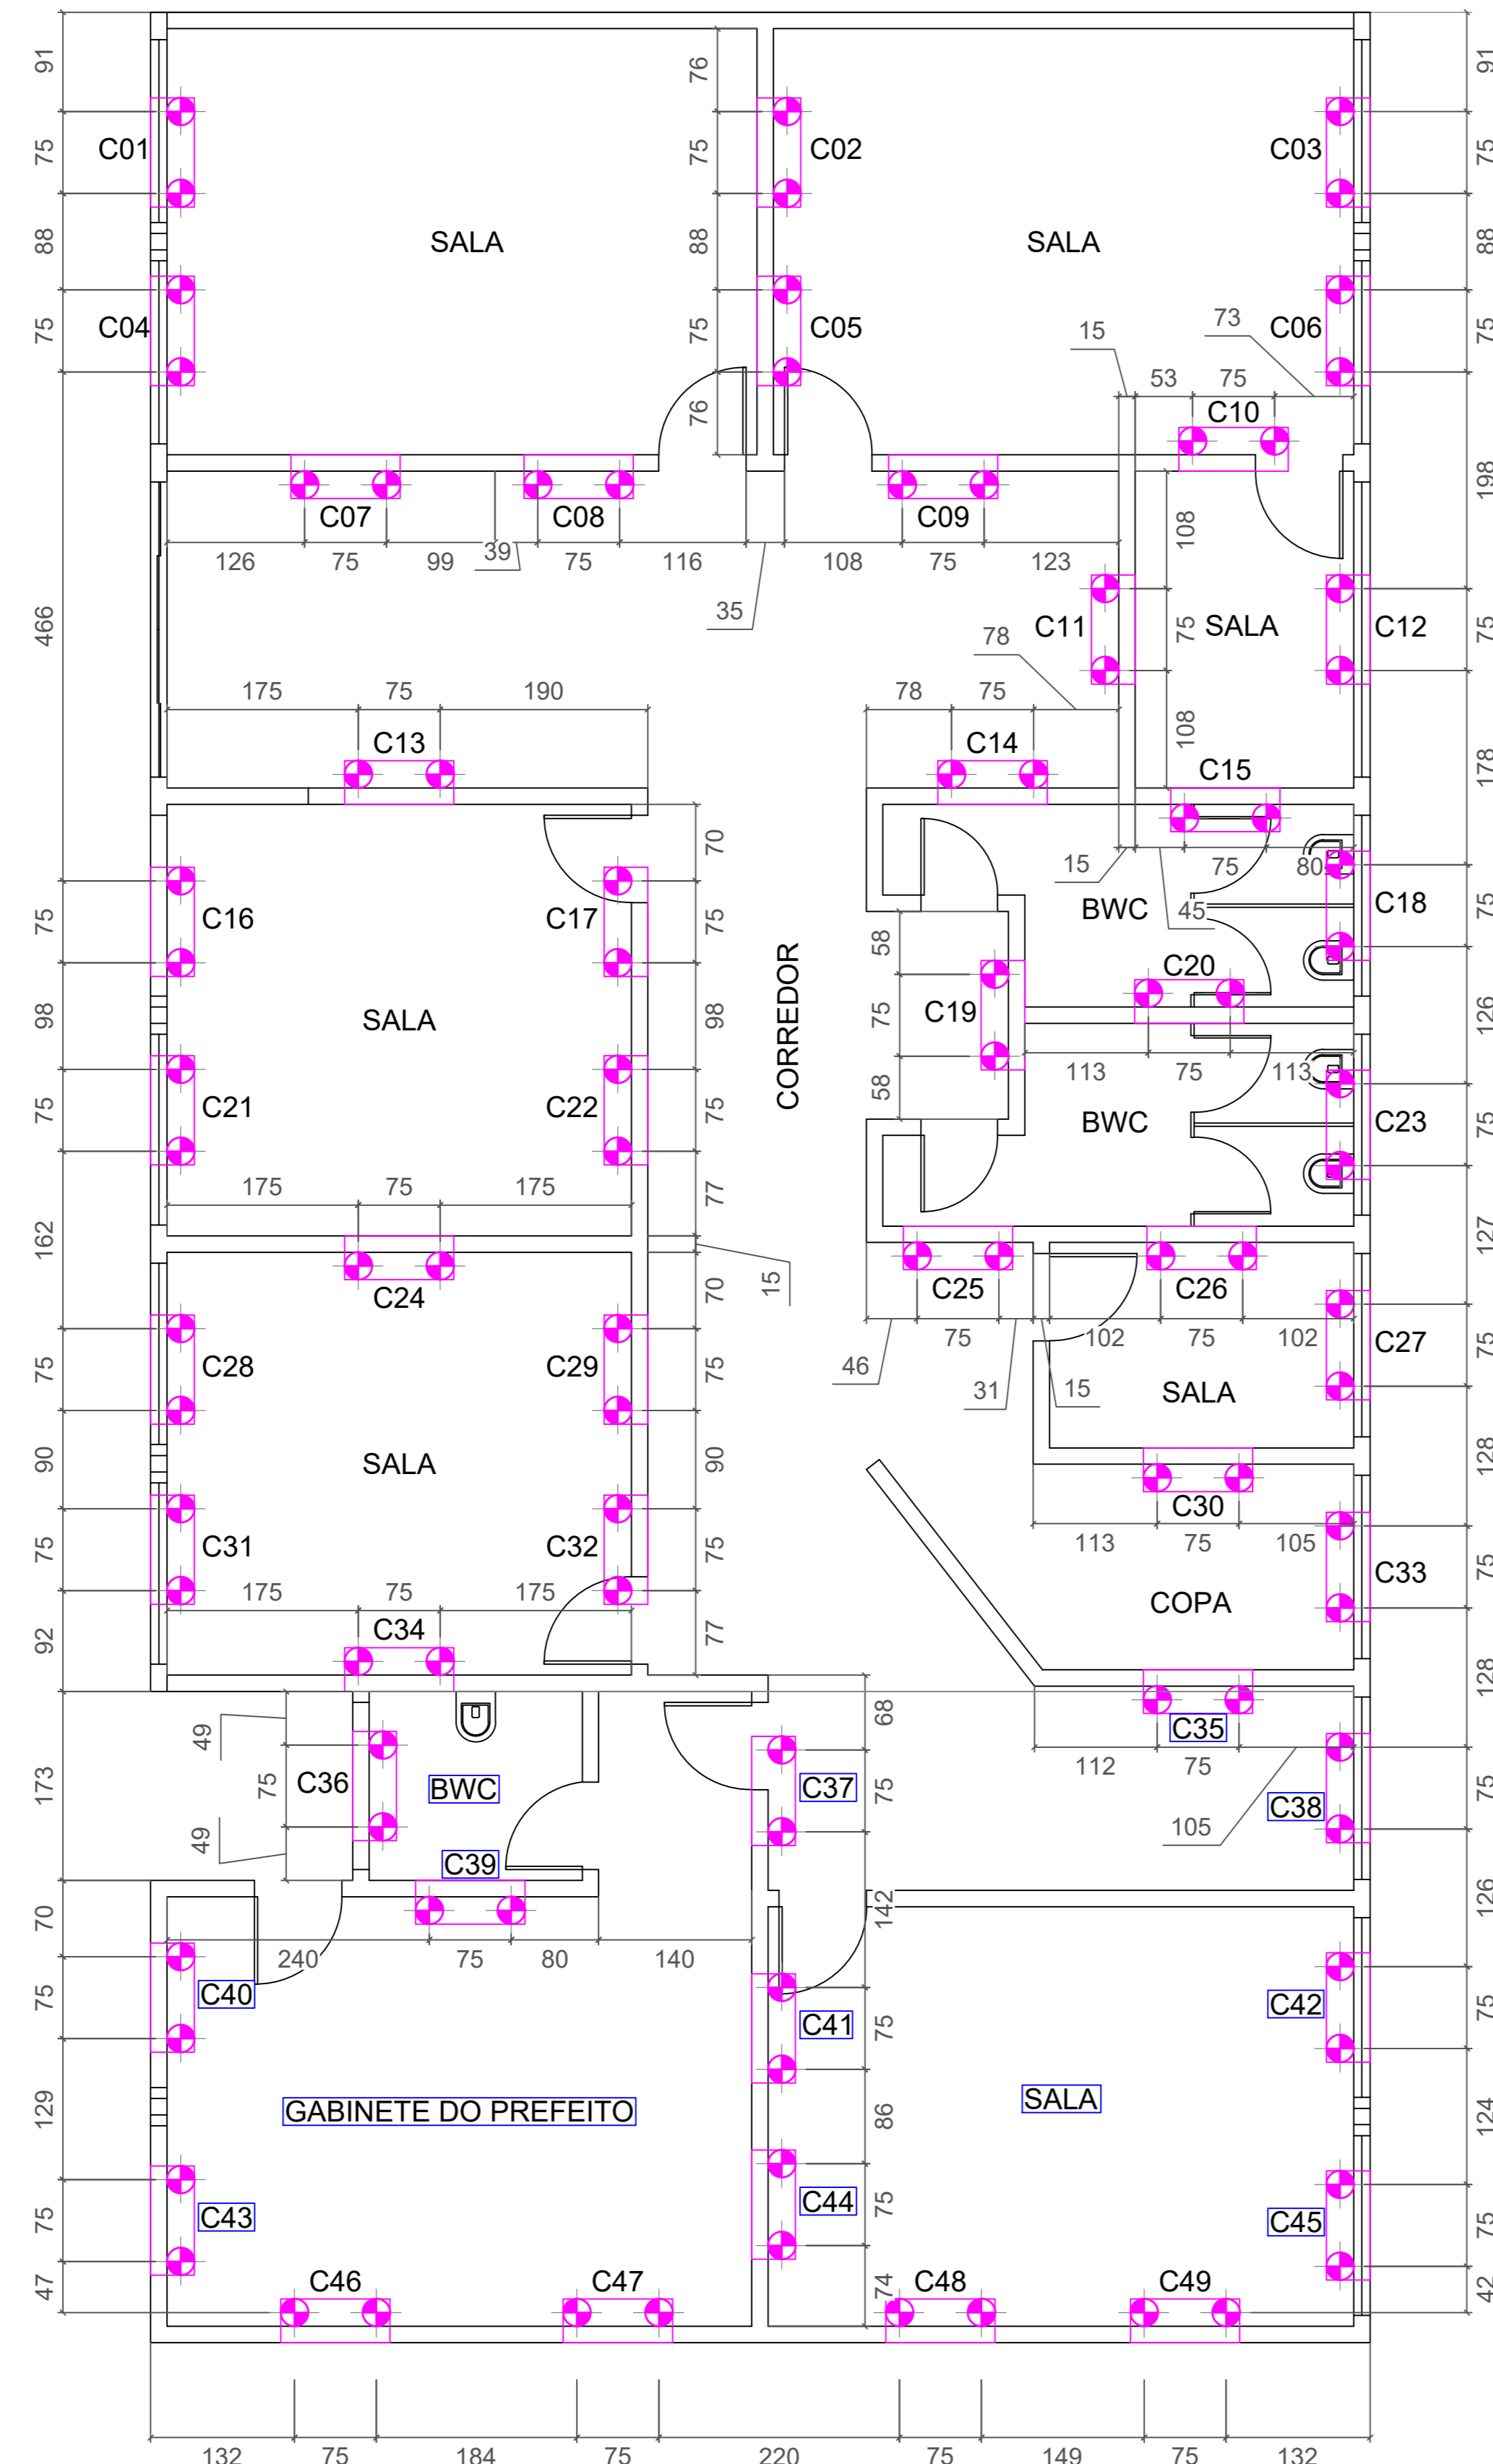 91
76
91
C01
75
75
C02
C03
75
88
SALA
88
SALA
88
C04
75
75
C05
15
73
C06
75
76
53
75
C10
198
C07
C08
C09
108
126
75
99
39
75
116
108
75
123
35
466
C11
75
SALA
C12
75
78
175
75
190
78
75
108
C13
C14
C15
178
70
15
75
80
C16
75
C17
75
BWC
45
C18
75
58
C20
98
SALA
98
CORREDOR
C19
75
126
113
75
113
C21
75
C22
75
58
BWC
C23
75
175
75
175
77
162
127
C24
15
70
C25
C26
75
102
75
102
C27
75
C28
75
C29
75
46
31
15
SALA
90
SALA
90
128
C30
113
75
105
C31
75
C32
75
C33
75
175
75
175
COPA
C34
77
92
128
68
49
C35
112
75
173
75
C36
BWC
C37
75
C38
75
105
49
C39
70
142
126
240
75
80
140
C40
75
C41
75
C42
75
129
GABINETE DO PREFEITO
86
SALA
124
C43
75
C44
75
C45
75
47
C46
C47
74
C48
C49
42
132
75
184
75
220
75
149
75
132